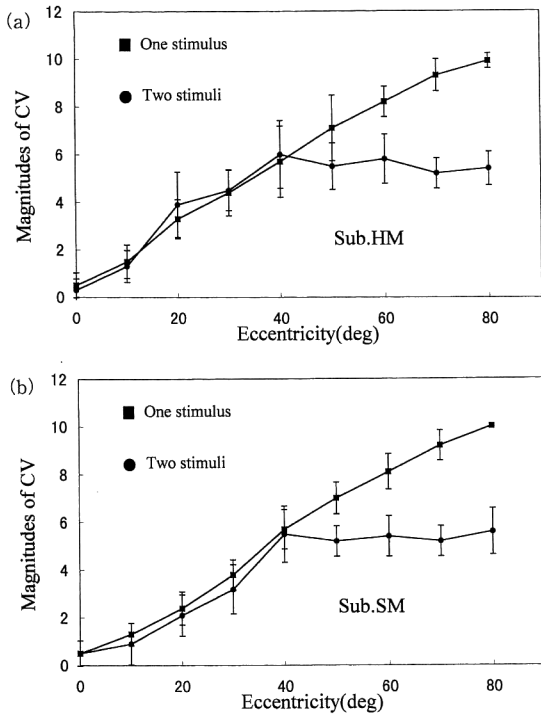 (a)
12
10
8
6
4
2
0
Magnitudes of CV
One stimulus
Two stimuli
Sub.HM
0 20 40 60 80
Eccentricity(deg)
(b)
12
10
8
6
4
2
0
Magnitudes of CV
One stimulus
Two stimuli
Sub.SM
0 20 40 60 80
Eccentricity(deg)